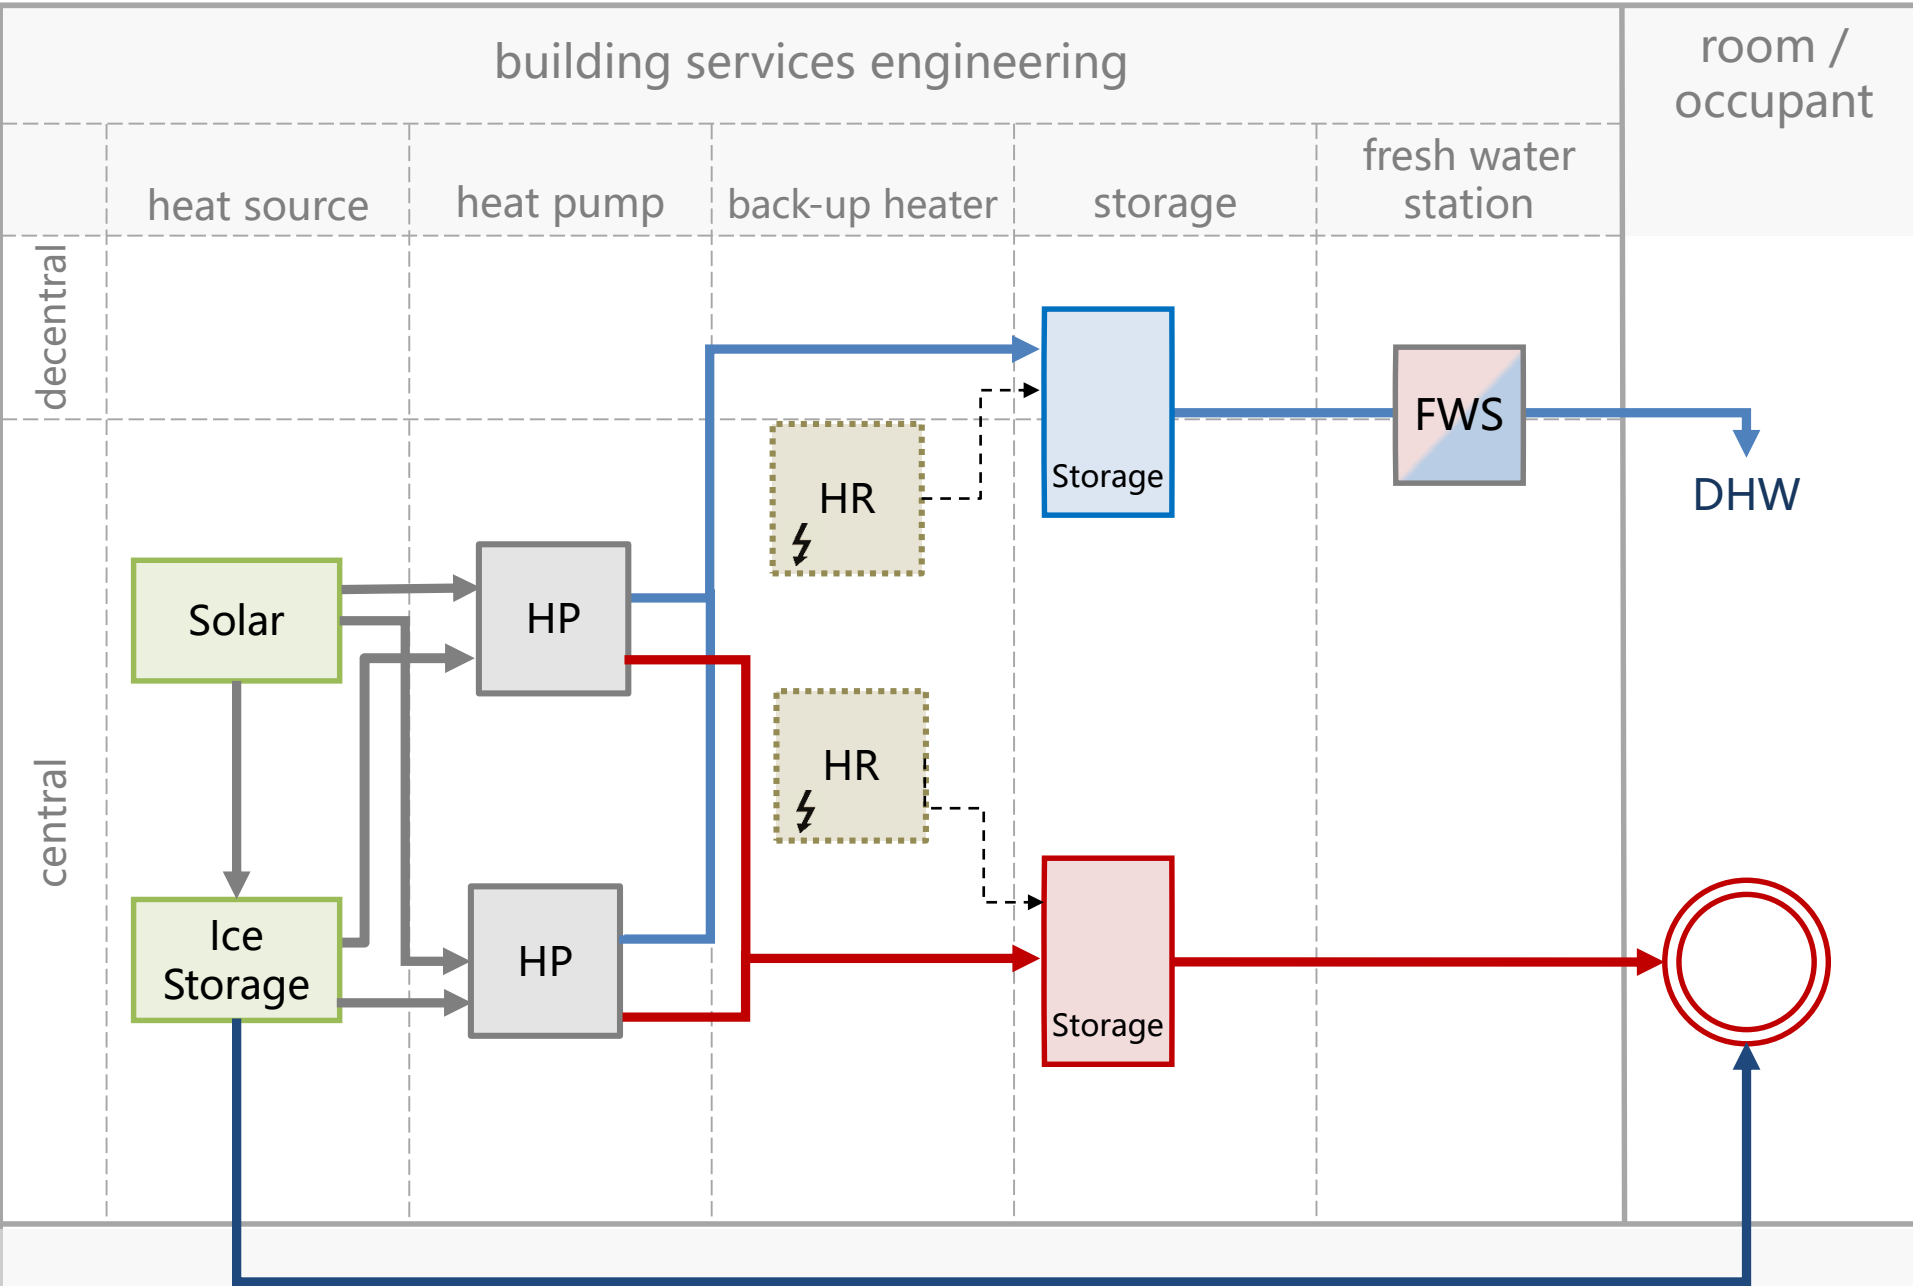 building services engineering
room /
occupant
heat source
heat pump
back-up heater
storage
fresh water
station
decentral
central
Storage
FWS
DHW
HR
Solar
HP
HR
Ice
Storage
HP
Storage